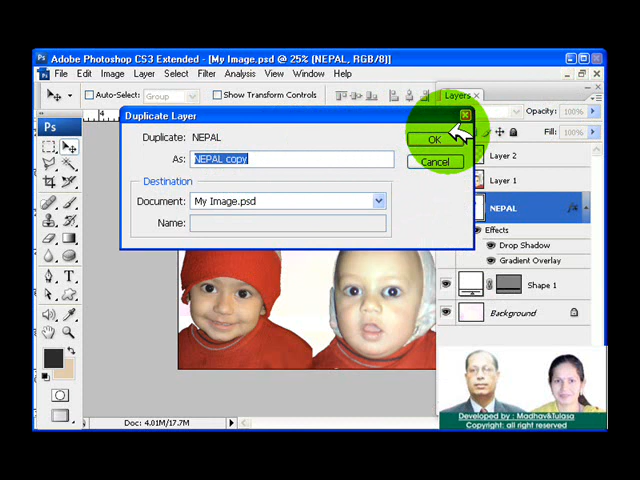 Adobe Photoshop CS3 Extended - [My Image.psd @ 25% (NEPAL, RGB/8)]
File Edit Image Layer Select Filter Analysis View Window Help
Auto-Select: Group Show Transform Controls
Layers
Duplicate Layer
Opacity: 100%
Duplicate: NEPAL
OK
Fill: 100%
As: NEPAL copy
Cancel
Layer 2
Destination
Layer 1
Document: My Image.psd
NEPAL
fx
Name:
Effects
Drop Shadow
Gradient Overlay
Shape 1
Background
Doc: 4.01M/17.7M
Developed by : Madhav&Tulasa
Copyright: all right reserved
Ps
4